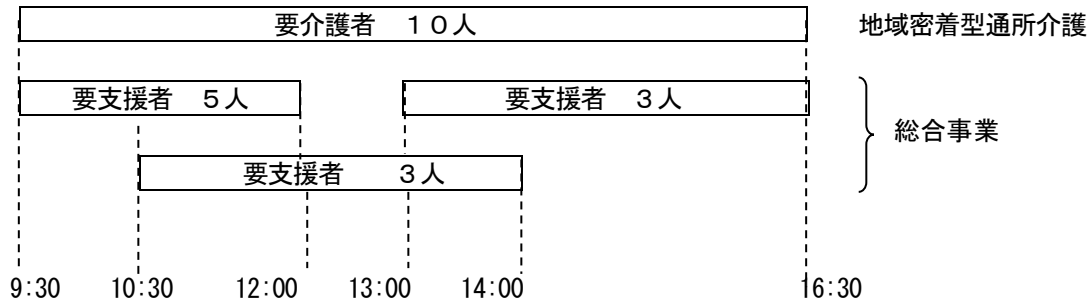 要介護者　１０人
地域密着型通所介護
要支援者　５人
要支援者　３人
総合事業
要支援者　　３人
9:30
10:30
12:00
13:00
14:00
16:30